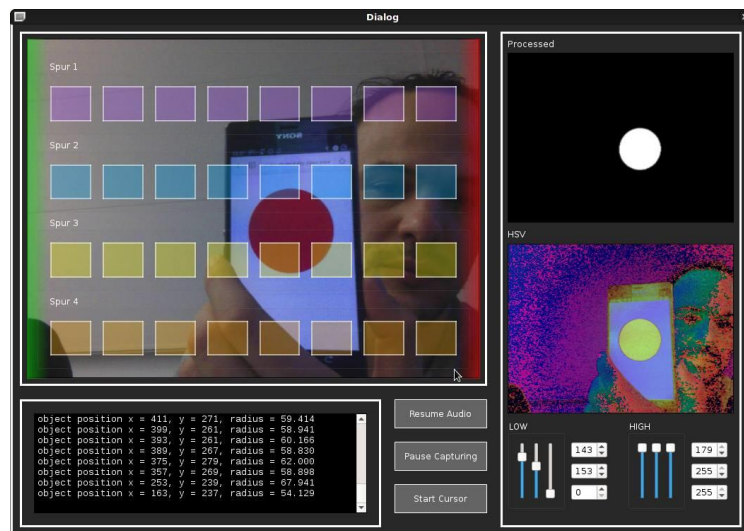 Dialog
Spur 1
Spur 2
Spur 3
Spur 4
SONY
object position x = 411, y = 271, radius = 59.414
object position x = 399, y = 261, radius = 58.941
object position x = 393, y = 261, radius = 60.166
object position x = 389, y = 267, radius = 58.830
object position x = 375, y = 279, radius = 62.000
object position x = 357, y = 269, radius = 58.898
object position x = 253, y = 239, radius = 67.941
object position x = 163, y = 237, radius = 54.129
Resume Audio
Pause Capturing
Start Cursor
Processed
HSV
LOW
143
153
0
HIGH
179
255
255